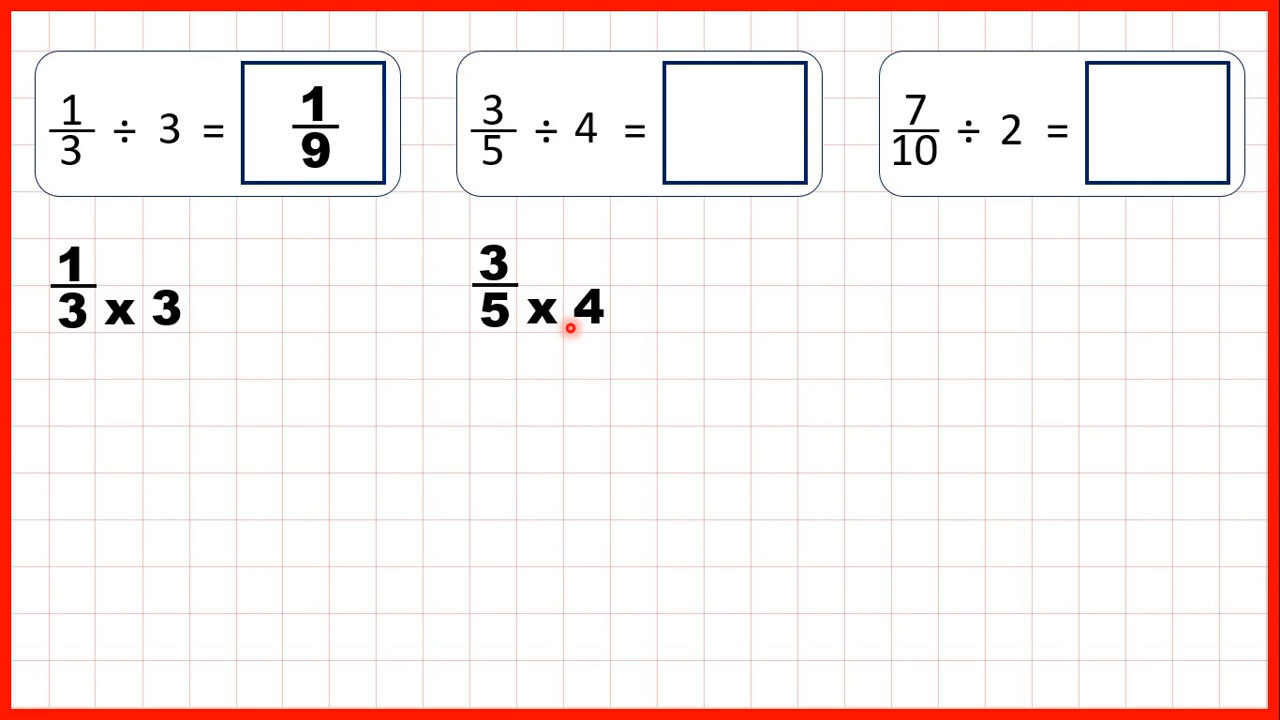 1/3 ÷ 3 = 1/9
3/5 ÷ 4 =
7/10 ÷ 2 =
1/3 x 3
3/5 x 4